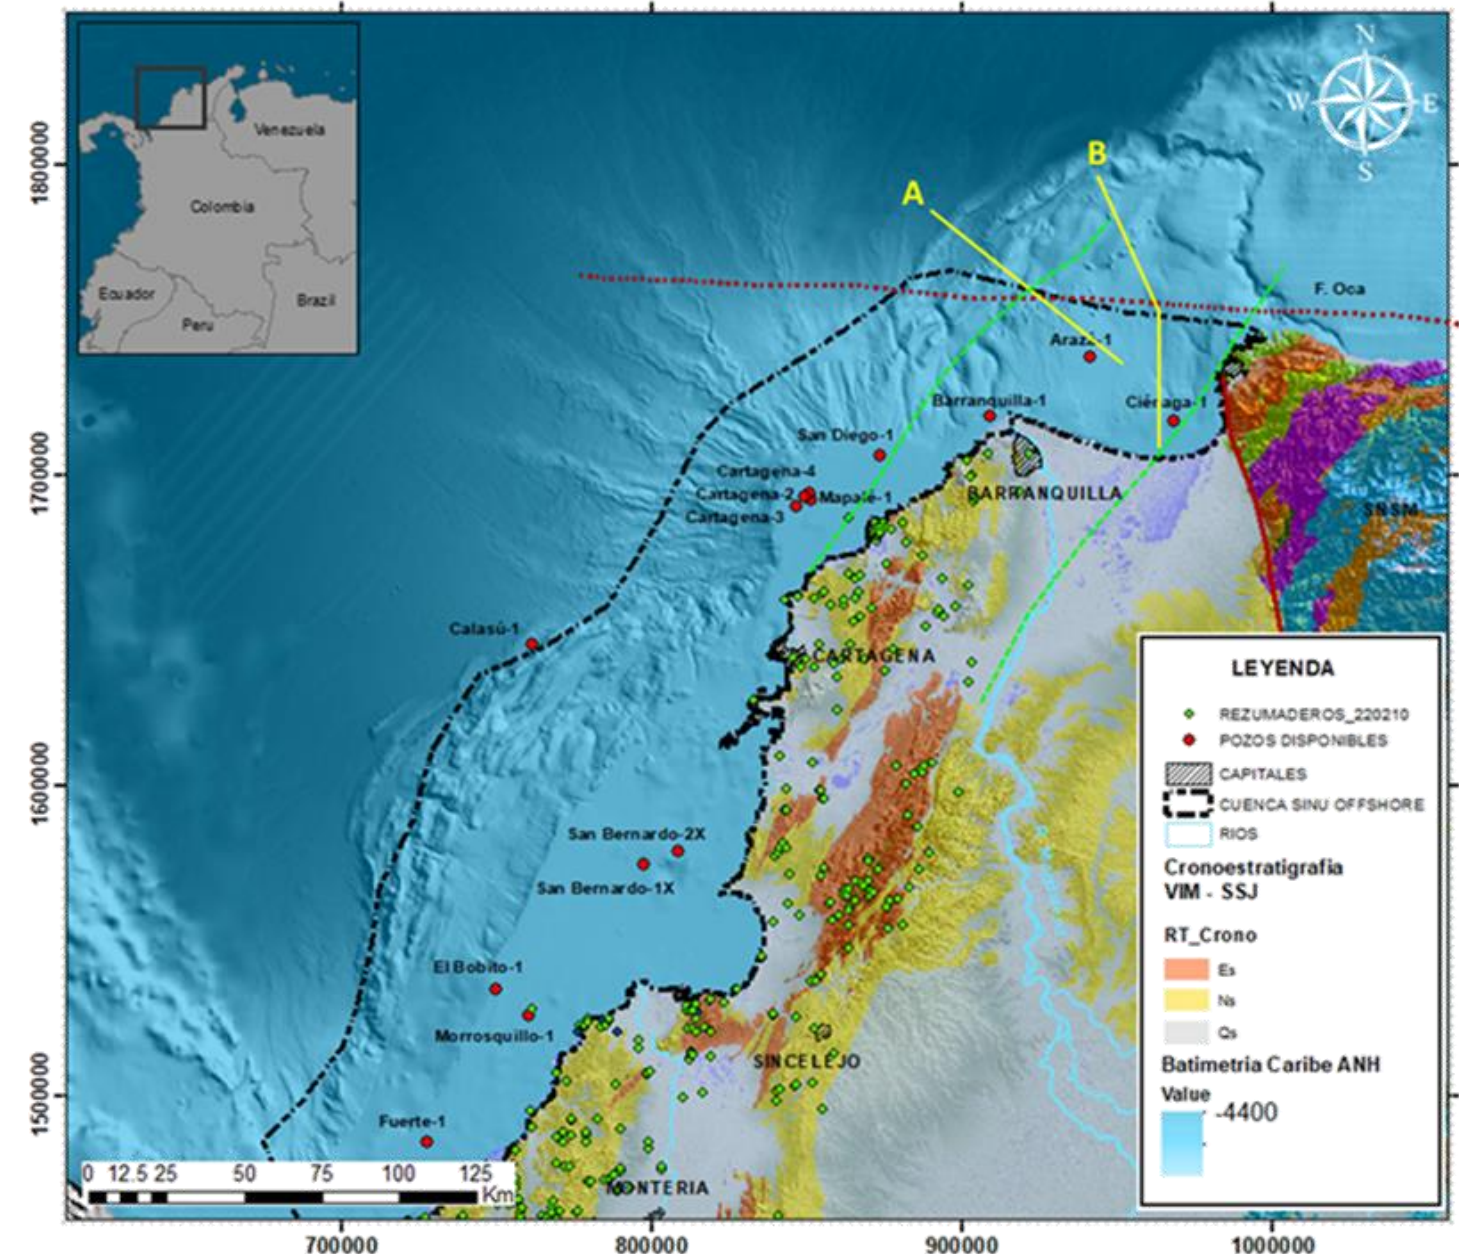 Venezuela
Colombia
Ecuador
Peru
Brazil
N
W
E
S
A
B
F. Oca
Arazá-1
Barranquilla-1
Ciénaga-1
San Diego-1
Cartagena-4
Cartagena-2
Mapalé-1
Cartagena-3
BARRANQUILLA
SNSM
Calasú-1
CARTAGENA
San Bernardo-2X
San Bernardo-1X
El Bobito-1
Morrosquillo-1
SINCELEJO
Fuerte-1
MONTERIA
0 12.5 25 50 75 100 125
Km
1800000
1700000
1600000
1500000
700000
800000
900000
1000000
LEYENDA
REZUMADEROS_220210
POZOS DISPONIBLES
CAPITALES
CUENCA SINU OFFSHORE
RIOS
Cronoestratigrafia
VIM - SSJ
RT_Crono
Es
Ns
Qs
Batimetria Caribe ANH
Value
-4400